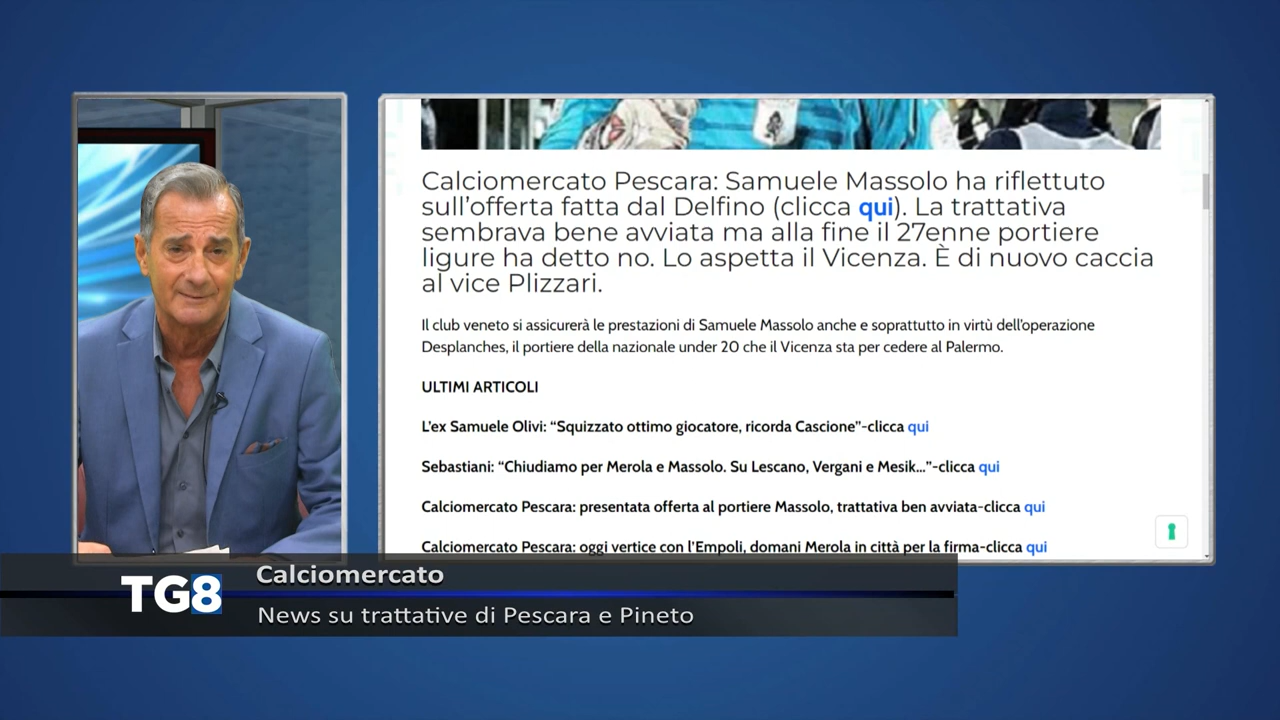 Calciomercato Pescara: Samuele Massolo ha riflettuto
sull'offerta fatta dal Delfino (clicca qui). La trattativa
sembrava bene avviata ma alla fine il 27enne portiere
ligure ha detto no. Lo aspetta il Vicenza. È di nuovo caccia
al vice Plizzari.
Il club veneto si assicurerà le prestazioni di Samuele Massolo anche e soprattutto in virtù dell'operazione
Desplanches, il portiere della nazionale under 20 che il Vicenza sta per cedere al Palermo.
ULTIMI ARTICOLI
L'ex Samuele Olivi: “Squizzato ottimo giocatore, ricorda Cascione”-clicca qui
Sebastiani: “Chiudiamo per Merola e Massolo. Su Lescano, Vergani e Mesik...”-clicca qui
Calciomercato Pescara: presentata offerta al portiere Massolo, trattativa ben avviata-clicca qui
Calciomercato Pescara: oggi vertice con l'Empoli, domani Merola in città per la firma-clicca qui
TG8
Calciomercato
News su trattative di Pescara e Pineto